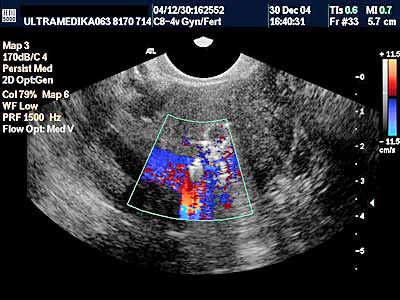 ULTRAMEDIKA063 8170 714
04/12/30:162552
30 Dec 04
TIs 0.6 MI 0.7
C8-4v Gyn/Fert
16:40:31
Fr #33 5.7 cm
Map 3
170dB/C 4
Persist Med
2D OptGen
Col 79% Map 6
WF Low
PRF 1500 Hz
Flow Opt: Med V
ATL
+ 11.5
- 11.5
cm/s
-1
-2
-3
-4
-5